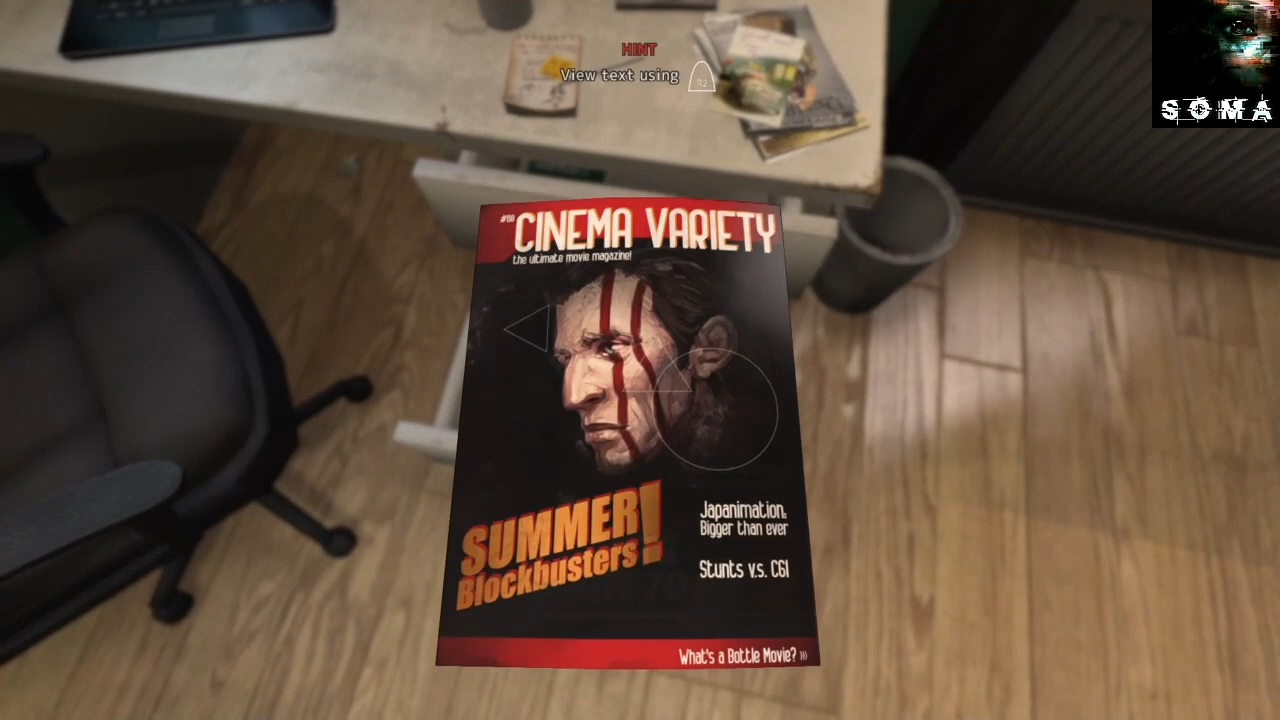 HINT
View text using R2
SOMA
CINEMA VARIETY
the ultimate movie magazine!
SUMMER!
Blockbusters
Japanimation:
Bigger than ever
Stunts v.s. CGI
What's a Bottle Movie? »